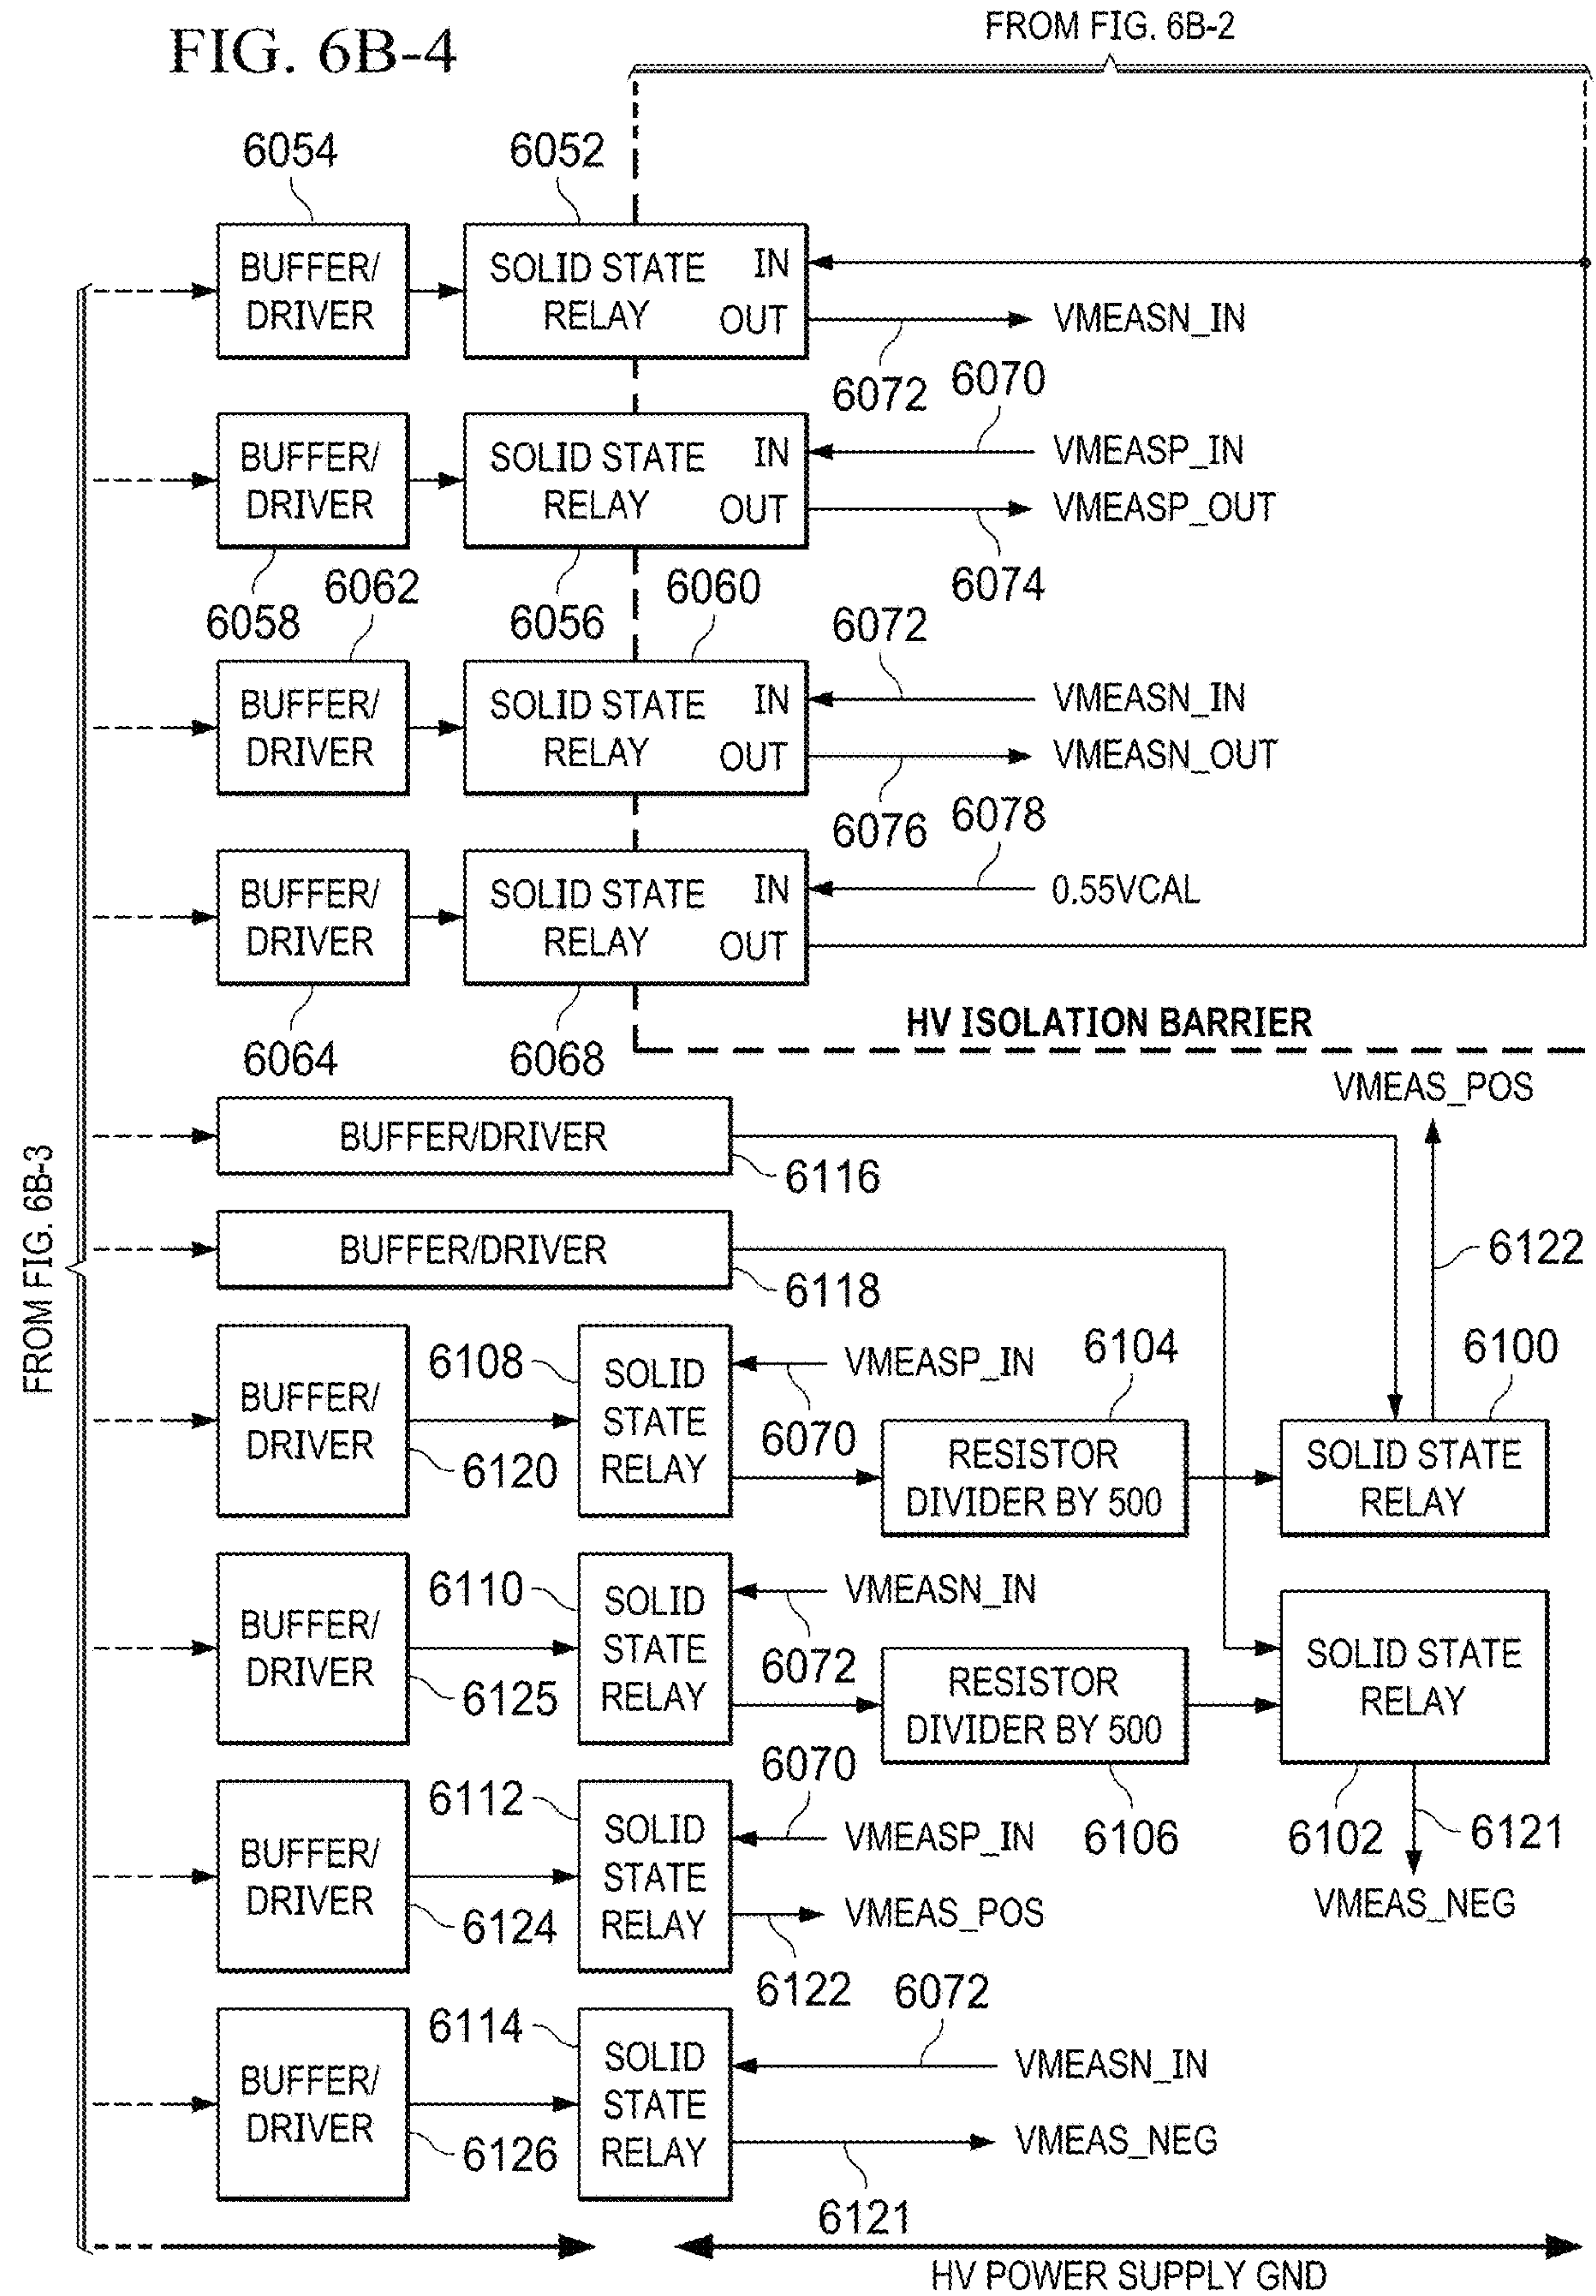 FIG. 6B-4
FROM FIG. 6B-2
6054
6052
BUFFER/
DRIVER
SOLID STATE
RELAY
IN
OUT
VMEASN_IN
6072
6070
BUFFER/
DRIVER
SOLID STATE
RELAY
IN
OUT
VMEASP_IN
VMEASP_OUT
6074
6058
6062
6056
6060
6072
BUFFER/
DRIVER
SOLID STATE
RELAY
IN
OUT
VMEASN_IN
VMEASN_OUT
6076
6078
BUFFER/
DRIVER
SOLID STATE
RELAY
IN
OUT
0.55VCAL
6064
6068
HV ISOLATION BARRIER
VMEAS_POS
BUFFER/DRIVER
6116
FROM FIG. 6B-3
BUFFER/DRIVER
6118
6122
BUFFER/
DRIVER
6120
6108
SOLID
STATE
RELAY
VMEASP_IN
6070
6104
RESISTOR
DIVIDER BY 500
6100
SOLID STATE
RELAY
BUFFER/
DRIVER
6125
6110
SOLID
STATE
RELAY
VMEASN_IN
6072
RESISTOR
DIVIDER BY 500
6106
SOLID STATE
RELAY
6102
6121
VMEAS_NEG
BUFFER/
DRIVER
6124
6112
SOLID
STATE
RELAY
6070
VMEASP_IN
VMEAS_POS
6122
BUFFER/
DRIVER
6126
6114
SOLID
STATE
RELAY
6072
VMEASN_IN
VMEAS_NEG
6121
HV POWER SUPPLY GND